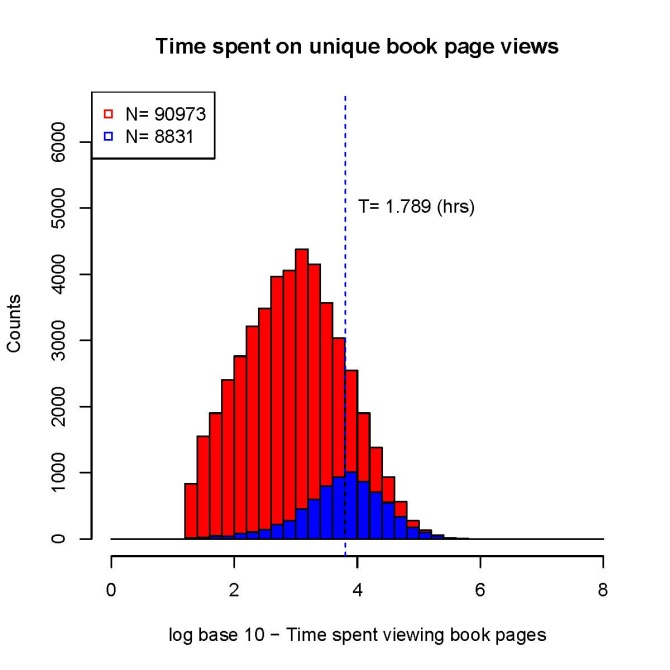 Time spent on unique book page views
N= 90973
N= 8831
T= 1.789 (hrs)
Counts
6000
5000
4000
3000
2000
1000
0
0 2 4 6 8
log base 10 − Time spent viewing book pages